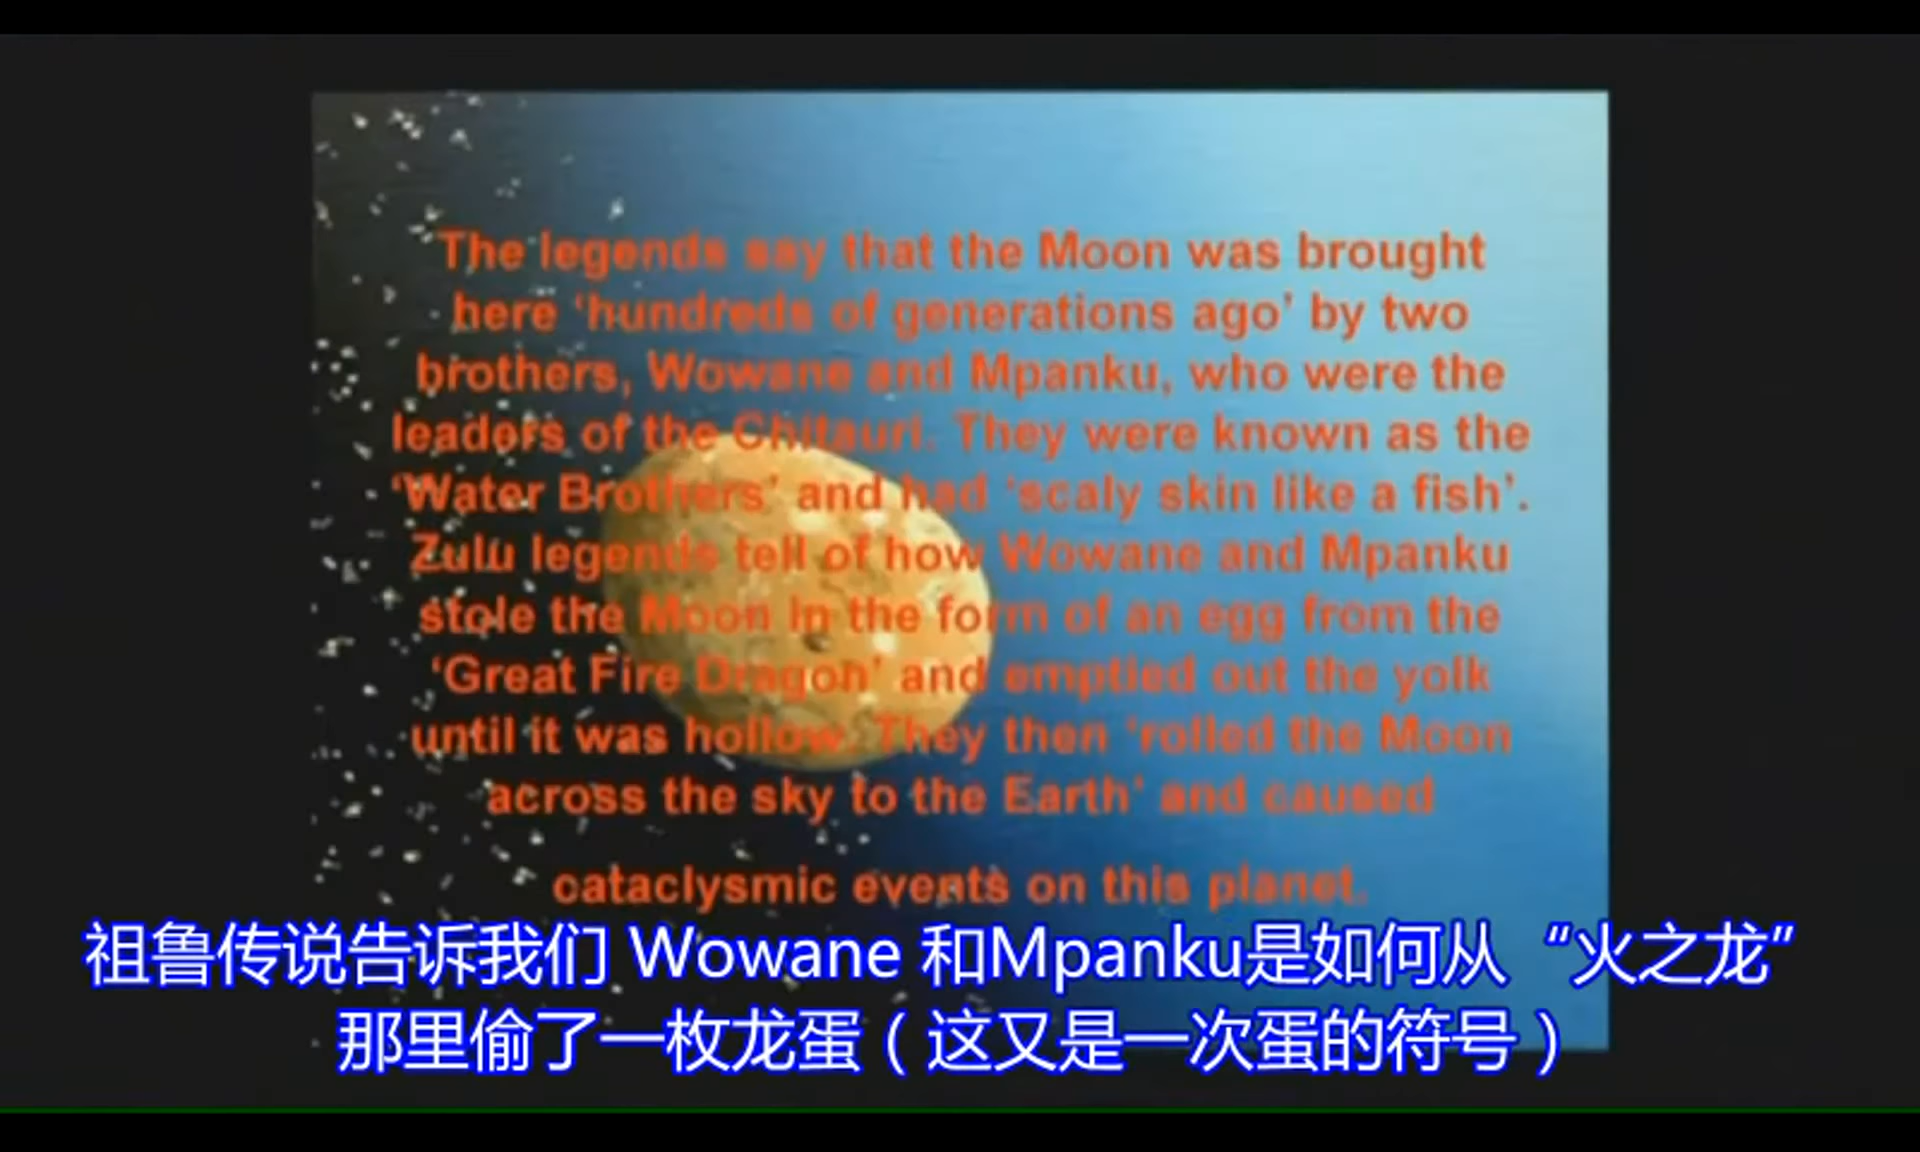 The legends say that the Moon was brought
here ‘hundreds of generations ago’ by two
brothers, Wowane and Mpanku, who were the
leaders of the Chitauri. They were known as the
‘Water Brothers’ and had ‘scaly skin like a fish’.
Zulu legends tell of how Wowane and Mpanku
stole the Moon in the form of an egg from the
‘Great Fire Dragon’ and emptied out the yolk
until it was hollow. They then ‘rolled the Moon
across the sky to the Earth’ and caused
cataclysmic events on this planet.
祖鲁传说告诉我们 Wowane 和Mpanku是如何从“火之龙”
那里偷了一枚龙蛋（这又是一次蛋的符号）